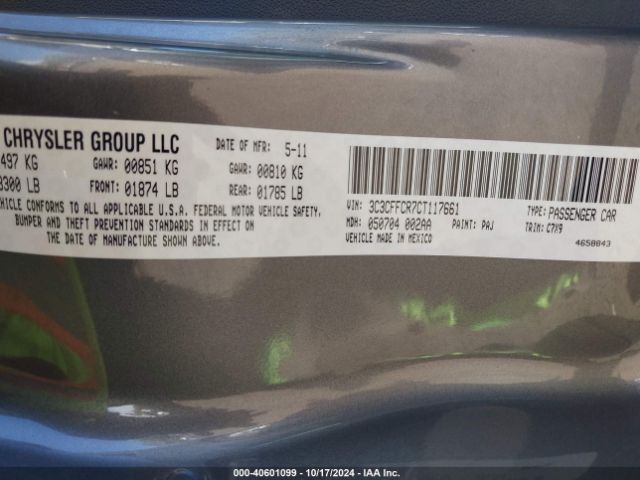 CHRYSLER GROUP LLC DATE OF MFR: 5-11
497 KG GAWR: 00851 KG GAWR: 00810 KG
3300 LB FRONT: 01874 LB REAR: 01785 LB
VEHICLE CONFORMS TO ALL APPLICABLE U.S.A. FEDERAL MOTOR VEHICLE SAFETY,
BUMPER AND THEFT PREVENTION STANDARDS IN EFFECT ON
THE DATE OF MANUFACTURE SHOWN ABOVE.
VIN: 3C3CFFCR7CT117661 TYPE: PASSENGER CAR
MDH: 050704 002AA PAINT: PAJ TRIM: C7X9
VEHICLE MADE IN MEXICO 4658843
000-40601099 | 10/17/2024 | IAA Inc.